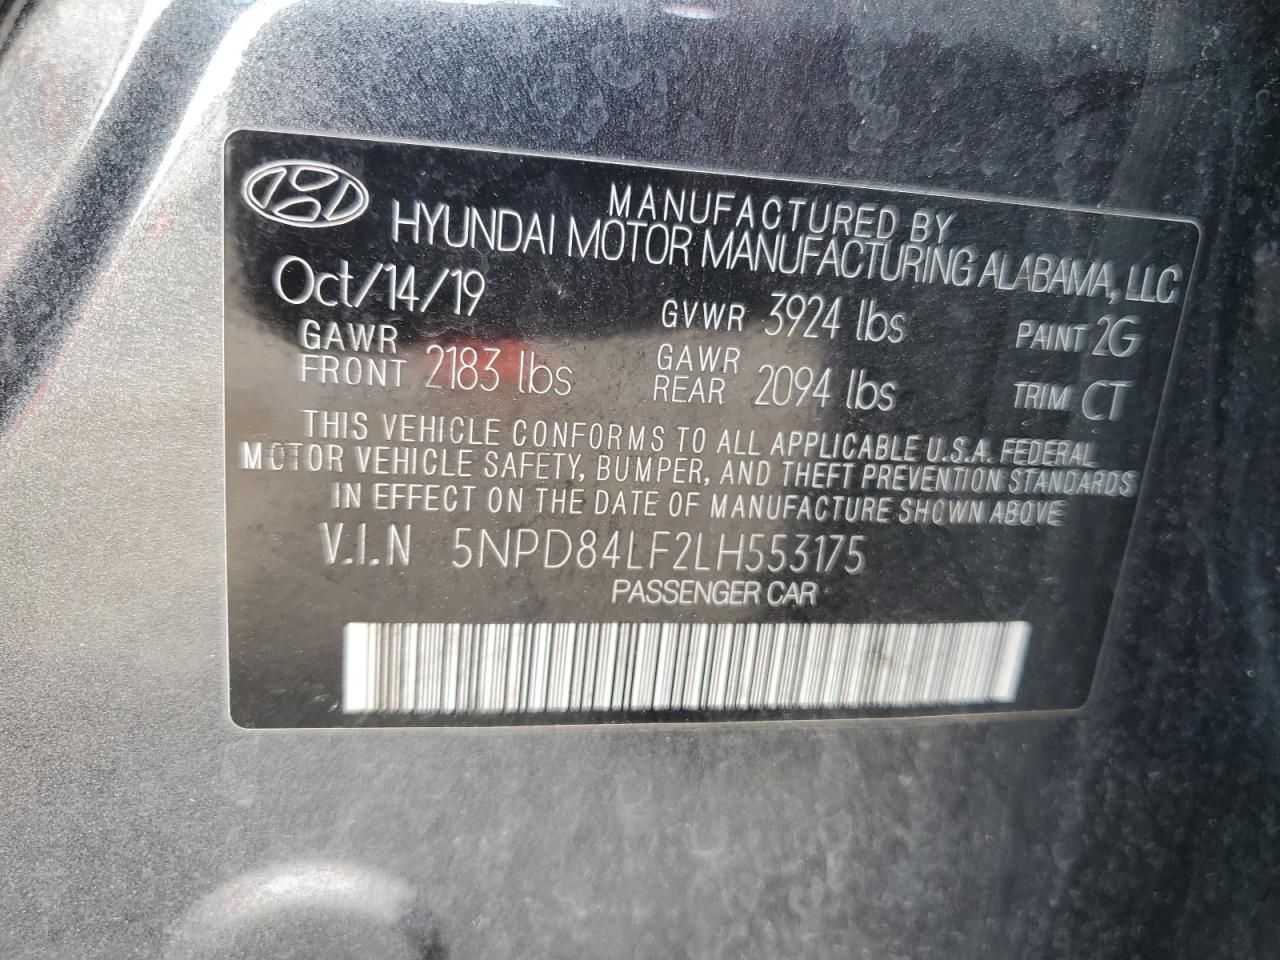 MANUFACTURED BY
HYUNDAI MOTOR MANUFACTURING ALABAMA, LLC
Oct/14/19 GVWR 3924 lbs PAINT 2G
GAWR FRONT 2183 lbs GAWR REAR 2094 lbs TRIM CT
THIS VEHICLE CONFORMS TO ALL APPLICABLE U.S.A. FEDERAL
MOTOR VEHICLE SAFETY, BUMPER, AND THEFT PREVENTION STANDARDS
IN EFFECT ON THE DATE OF MANUFACTURE SHOWN ABOVE
V.I.N 5NPD84LF2LH553175
PASSENGER CAR